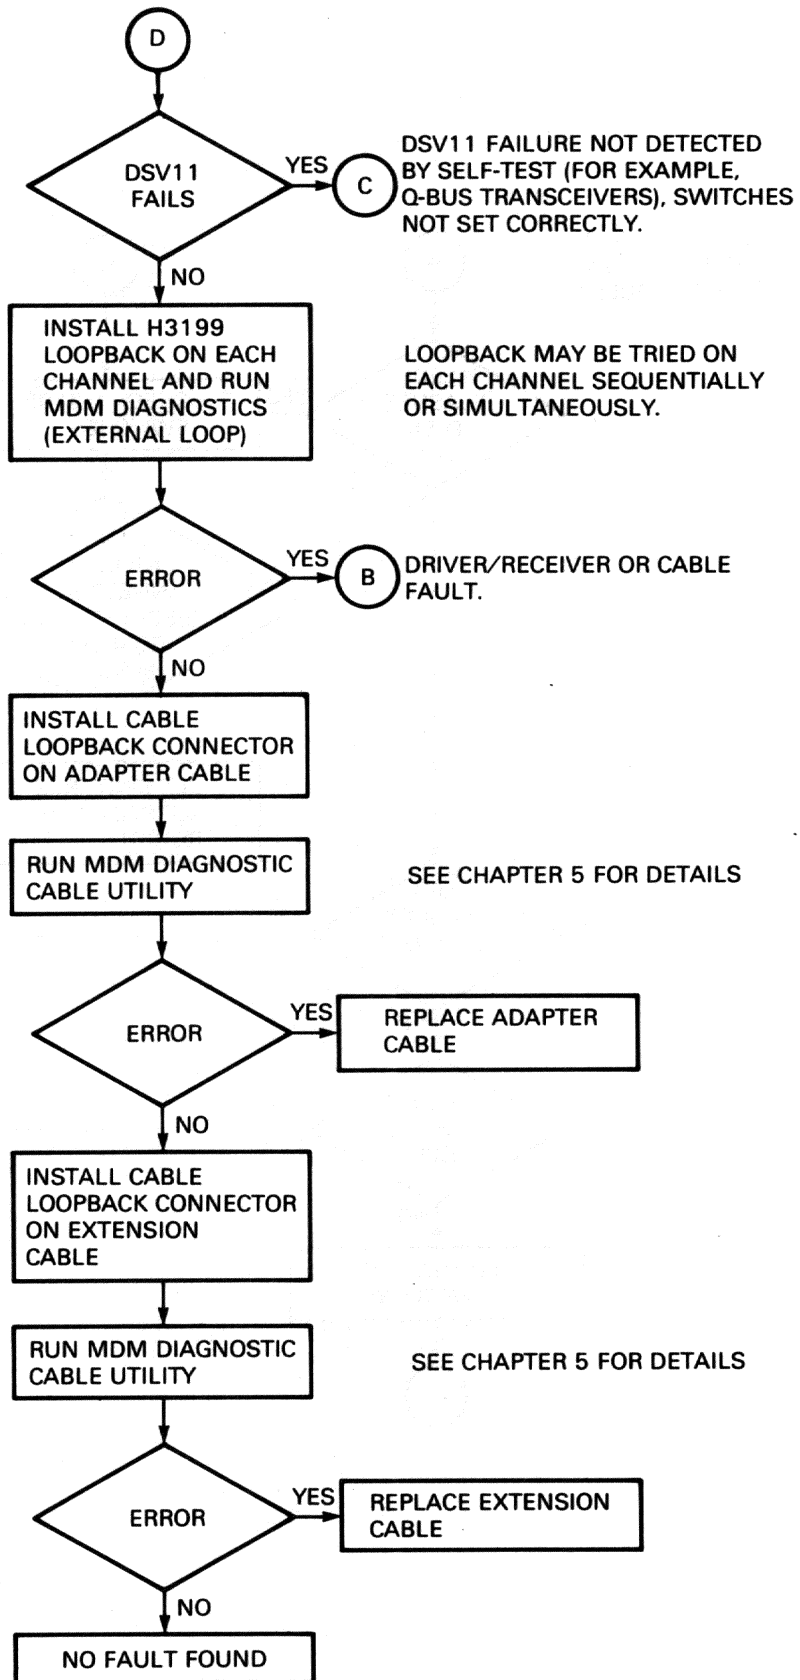 D
DSV11
FAILS
YES
C
DSV11 FAILURE NOT DETECTED
BY SELF-TEST (FOR EXAMPLE,
Q-BUS TRANSCEIVERS), SWITCHES
NOT SET CORRECTLY.
NO
INSTALL H3199
LOOPBACK ON EACH
CHANNEL AND RUN
MDM DIAGNOSTICS
(EXTERNAL LOOP)
LOOPBACK MAY BE TRIED ON
EACH CHANNEL SEQUENTIALLY
OR SIMULTANEOUSLY.
ERROR
YES
B
DRIVER/RECEIVER OR CABLE
FAULT.
NO
INSTALL CABLE
LOOPBACK CONNECTOR
ON ADAPTER CABLE
RUN MDM DIAGNOSTIC
CABLE UTILITY
SEE CHAPTER 5 FOR DETAILS
ERROR
YES
REPLACE ADAPTER
CABLE
NO
INSTALL CABLE
LOOPBACK CONNECTOR
ON EXTENSION
CABLE
RUN MDM DIAGNOSTIC
CABLE UTILITY
SEE CHAPTER 5 FOR DETAILS
ERROR
YES
REPLACE EXTENSION
CABLE
NO
NO FAULT FOUND